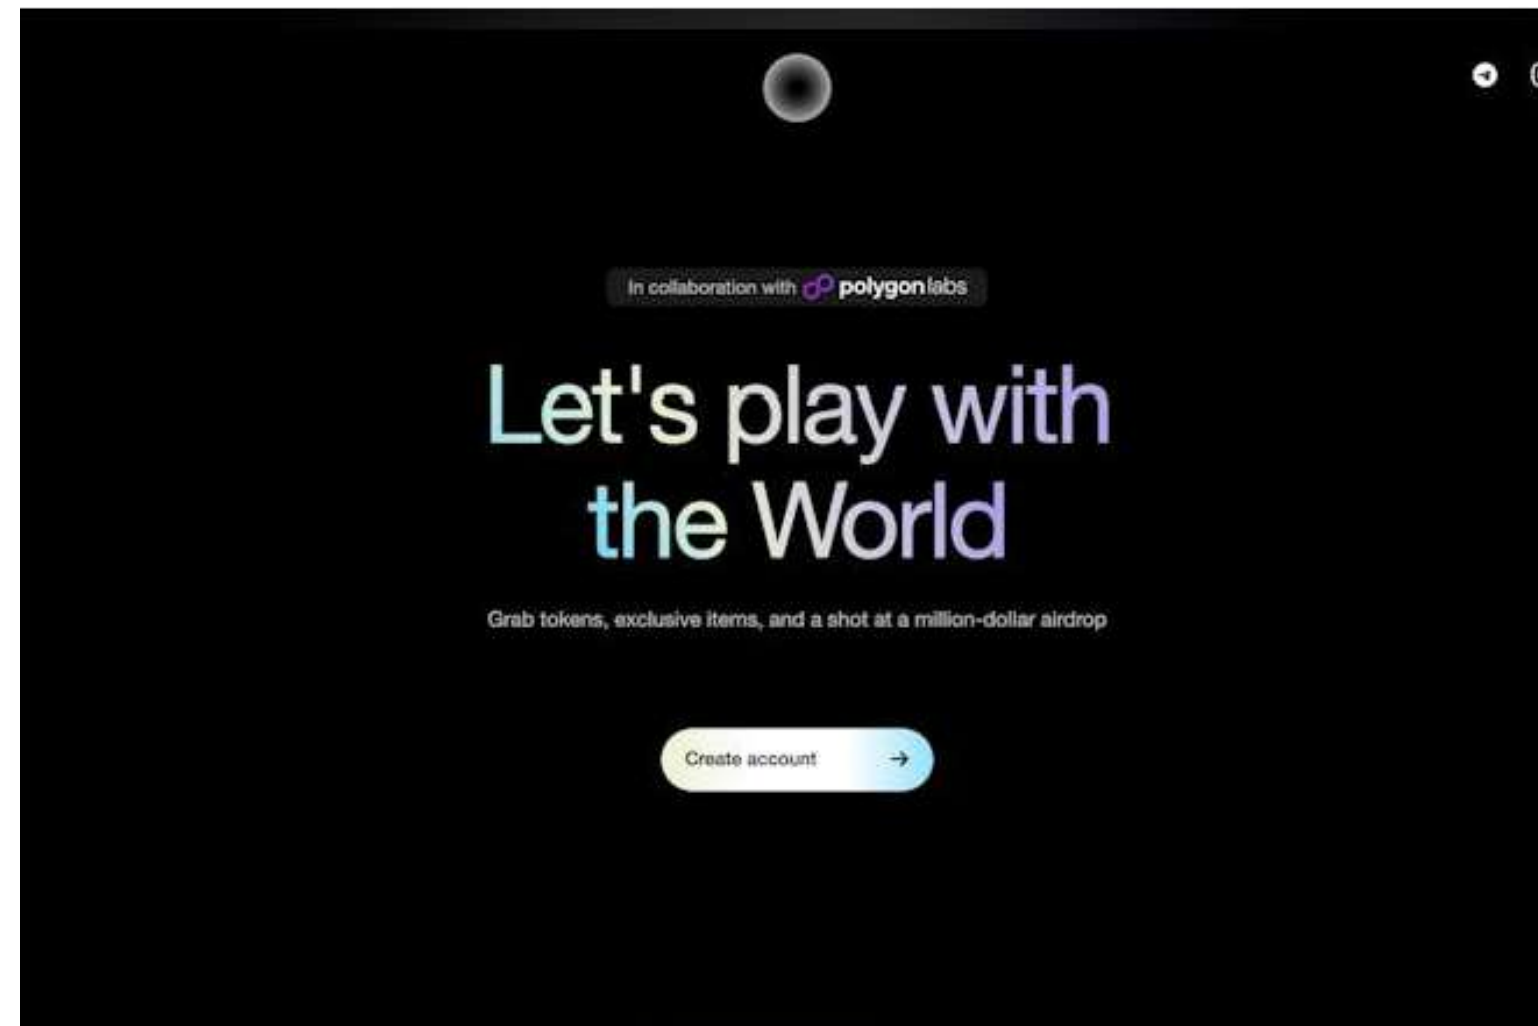 In collaboration with polygon labs
Let's play with
the World
Grab tokens, exclusive items, and a shot at a million-dollar airdrop
Create account